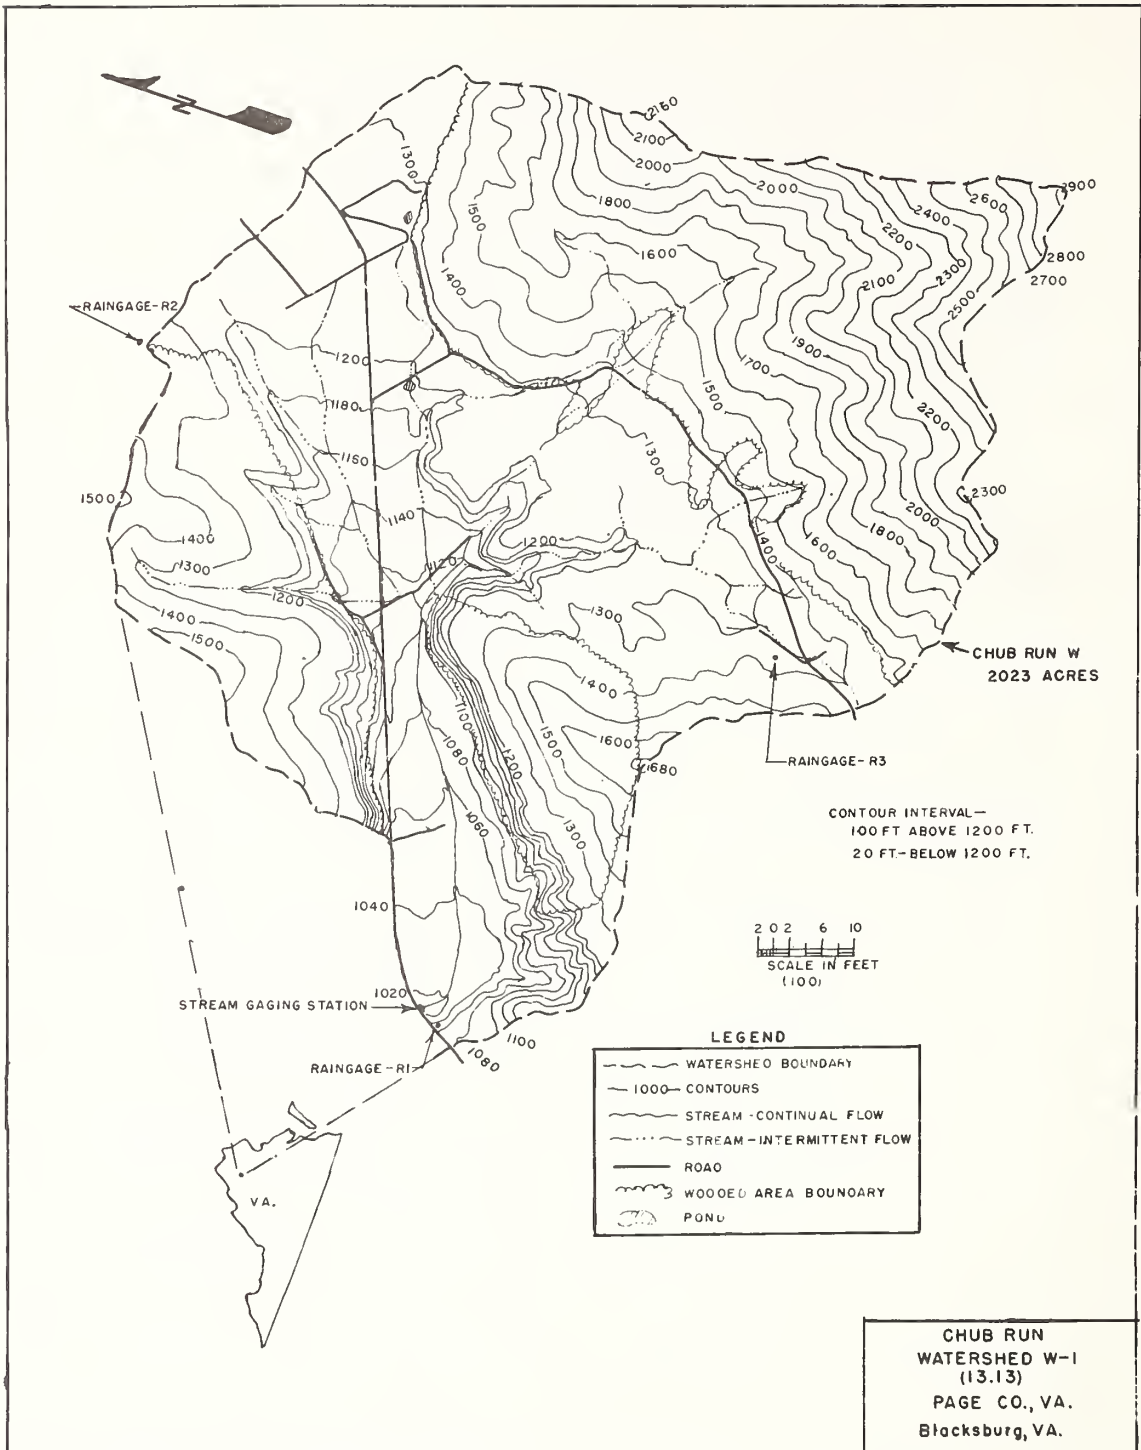 N
2160
2100
2000
1300
1800
2000
2900
2600
2400
1500
2200
1600
2800
2300
2700
2100
1400
2500
RAINGAGE-R2
1900
1200
1700
1500
1180
2200
1160
1300
1500
2300
1140
2000
1400
1200
1800
1400
1600
1300
1120
1200
1300
1400
CHUB RUN W
2023 ACRES
1500
1400
1100
1500
1600
1080
1200
1680
RAINGAGE-R3
1060
1300
CONTOUR INTERVAL—
100 FT ABOVE 1200 FT.
20 FT.-BELOW 1200 FT.
1040
2 0 2 6 10
SCALE IN FEET
(100)
1020
STREAM GAGING STATION
1100
1080
RAINGAGE-R1
LEGEND
WATERSHED BOUNDARY
1000 CONTOURS
STREAM-CONTINUAL FLOW
STREAM-INTERMITTENT FLOW
ROAD
WOODED AREA BOUNDARY
POND
VA.
CHUB RUN
WATERSHED W-1
(13.13)
PAGE CO., VA.
Blacksburg, VA.